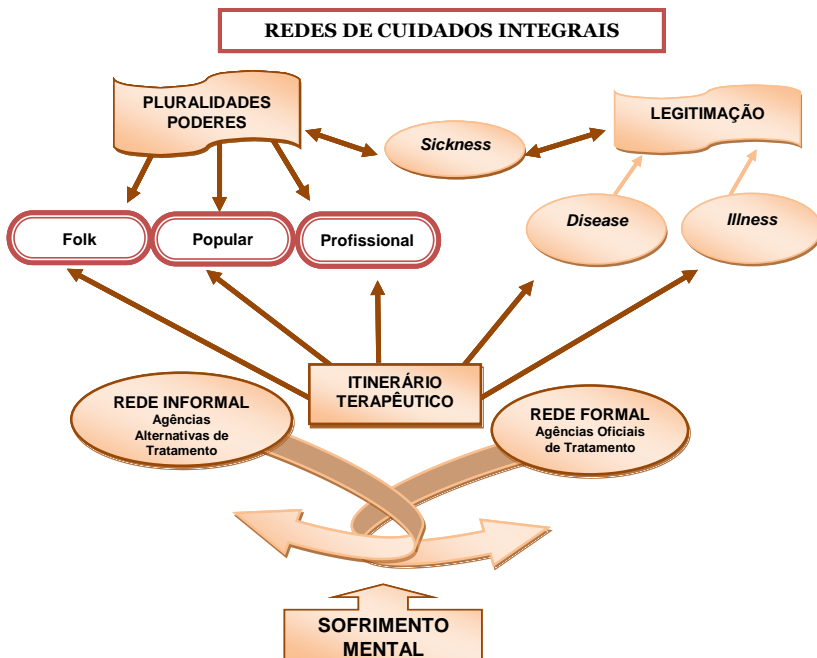 REDES DE CUIDADOS INTEGRAIS
PLURALIDADES
PODERES
LEGITIMAÇÃO
Sickness
Folk
Popular
Profissional
Disease
Illness
ITINERÁRIO
TERAPÊUTICO
REDE INFORMAL
Agências
Alternativas de
Tratamento
REDE FORMAL
Agências Oficiais
de Tratamento
SOFRIMENTO
MENTAL